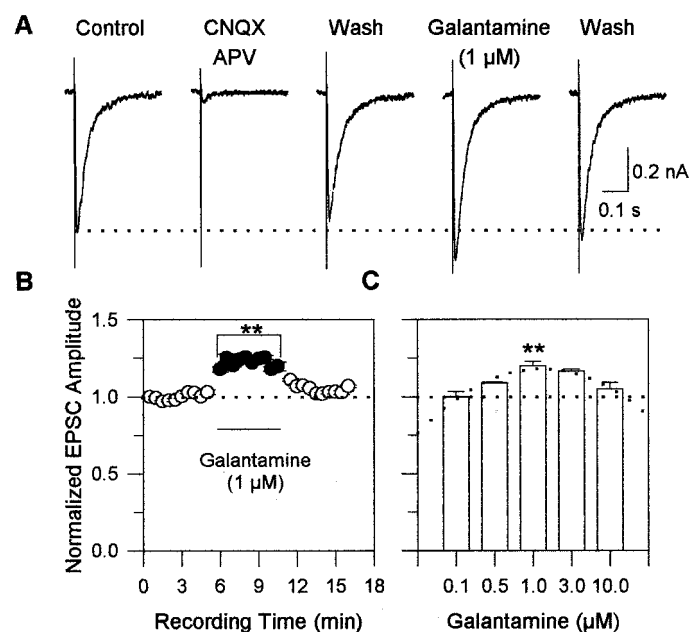 A
Control
CNQX
APV
Wash
Galantamine
(1 µM)
Wash
0.2 nA
0.1 s
B
Normalized EPSC Amplitude
1.5
1.0
0.5
0.0
**
Galantamine
(1 µM)
0 3 6 9 12 15 18
Recording Time (min)
C
**
0.1 0.5 1.0 3.0 10.0
Galantamine (µM)